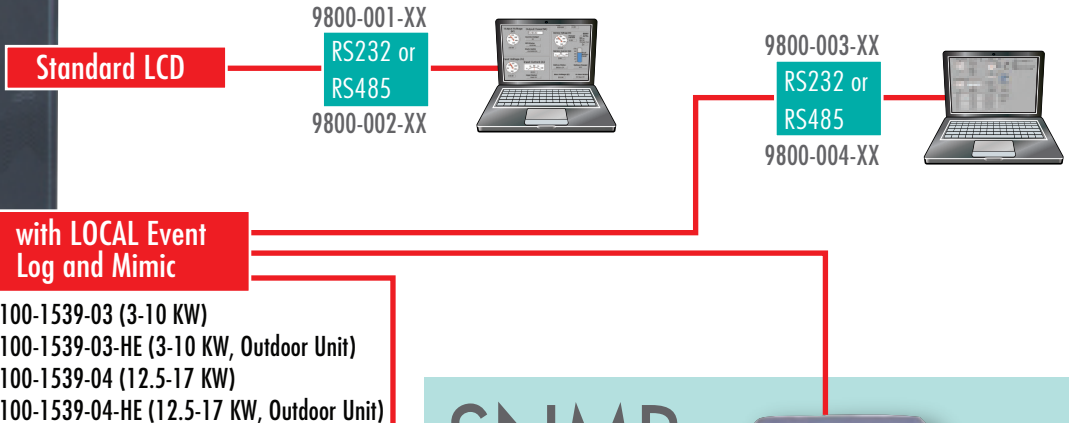 9800-001-XX
RS232 or
RS485
9800-002-XX
Standard LCD
9800-003-XX
RS232 or
RS485
9800-004-XX
with LOCAL Event
Log and Mimic
100-1539-03 (3-10 KW)
100-1539-03-HE (3-10 KW, Outdoor Unit)
100-1539-04 (12.5-17 KW)
100-1539-04-HE (12.5-17 KW, Outdoor Unit)
SNMP